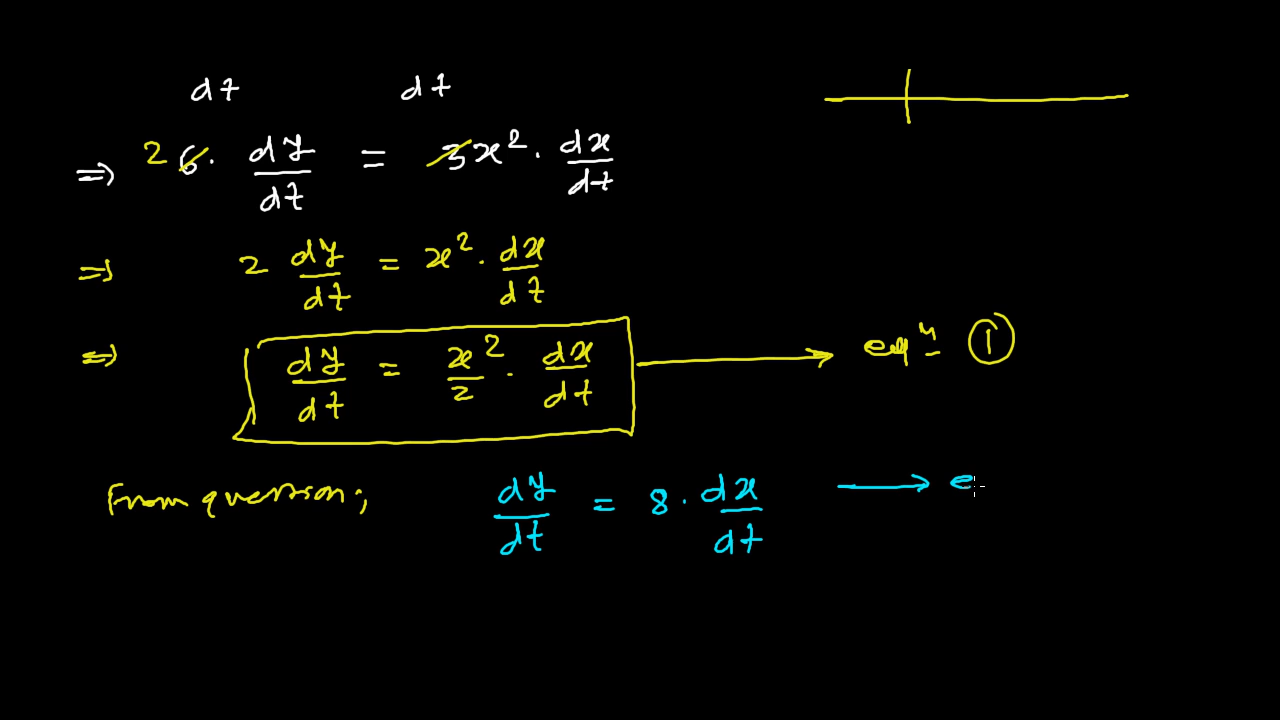 dt dt
⇒ 2 6 · dy/dt = 3x² · dx/dt
⇒ 2 dy/dt = x² · dx/dt
⇒ dy/dt = x²/2 · dx/dt → eqⁿ ①
From question; dy/dt = 8 · dx/dt → e